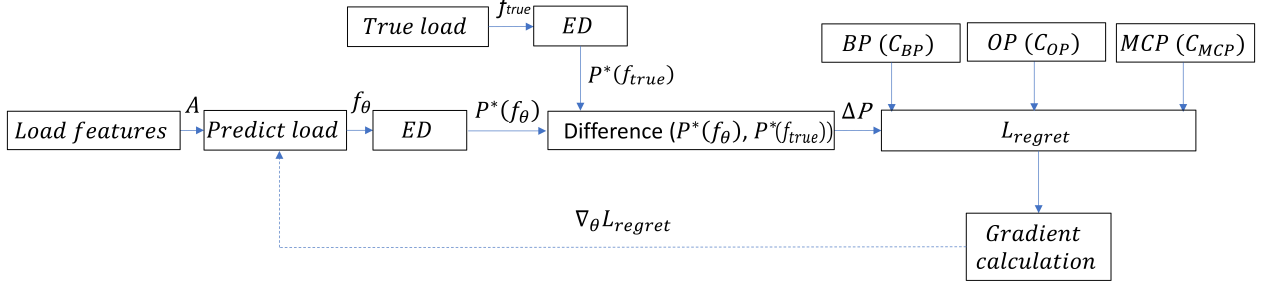 True load
f_true
ED
BP (C_BP)
OP (C_OP)
MCP (C_MCP)
P*(f_true)
Load features
A
Predict load
f_θ
ED
P*(f_θ)
Difference (P*(f_θ), P*(f_true))
ΔP
L_regret
∇_θ L_regret
Gradient
calculation